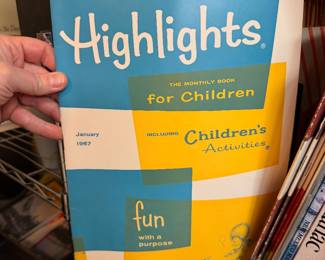 Highlights®
THE MONTHLY BOOK
for Children
January
1967
INCLUDING
Children's
Activities®
fun
with a
purpose